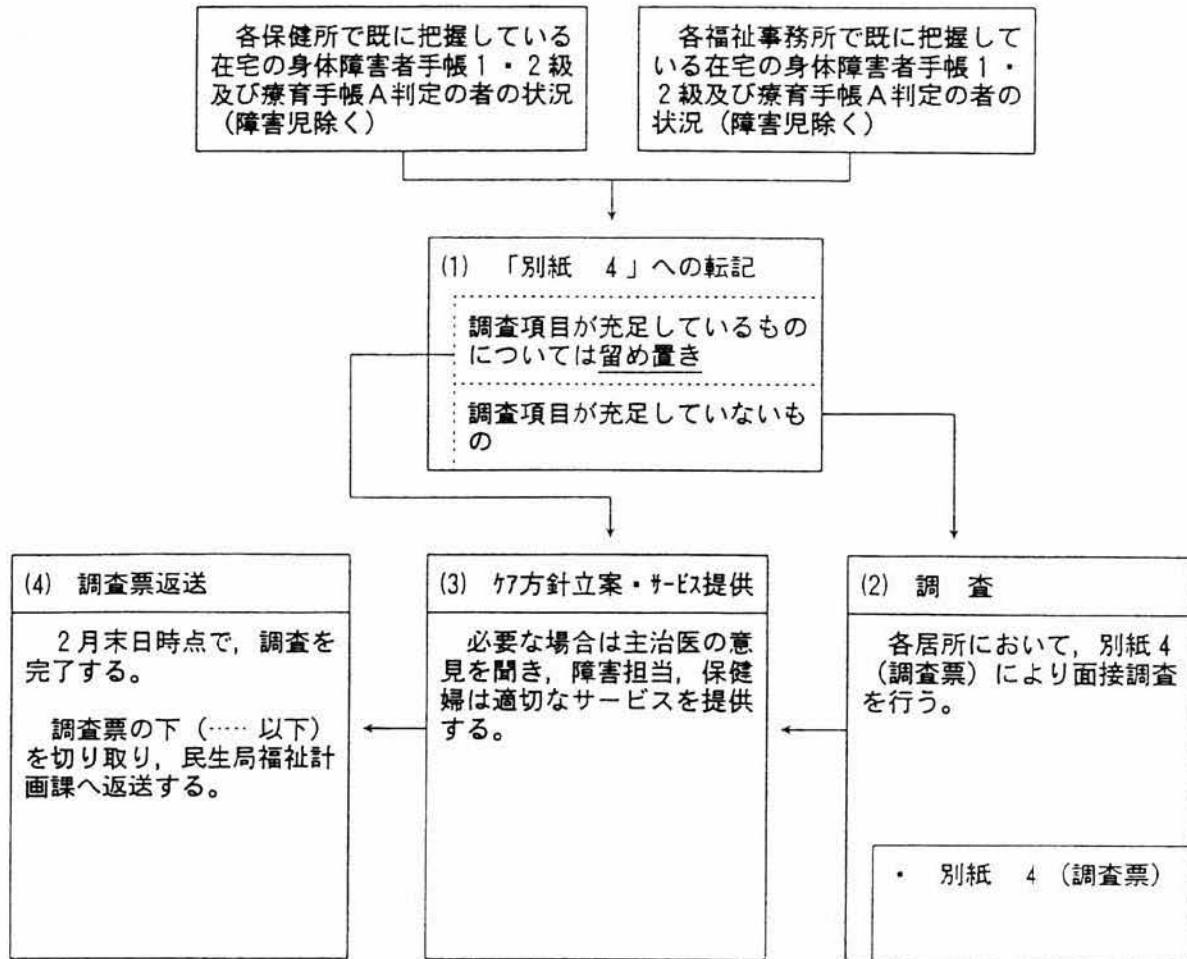 各保健所で既に把握している
在宅の身体障害者手帳1・2級
及び療育手帳A判定の者の状況
(障害児除く)
各福祉事務所で既に把握して
いる在宅の身体障害者手帳1・
2級及び療育手帳A判定の者の
状況(障害児除く)
(1) 「別紙 4」への転記
調査項目が充足しているもの
については留め置き
調査項目が充足していないも
の
(4) 調査票返送
2月末日時点で,調査を
完了する。
調査票の下(…‥以下)
を切り取り,民生局福祉計
画課へ返送する。
(3) ケア方針立案・サービス提供
必要な場合は主治医の意
見を聞き,障害担当,保健
婦は適切なサービスを提供
する。
(2) 調 査
各居所において,別紙4
(調査票)により面接調査
を行う。
・ 別紙 4 (調査票)